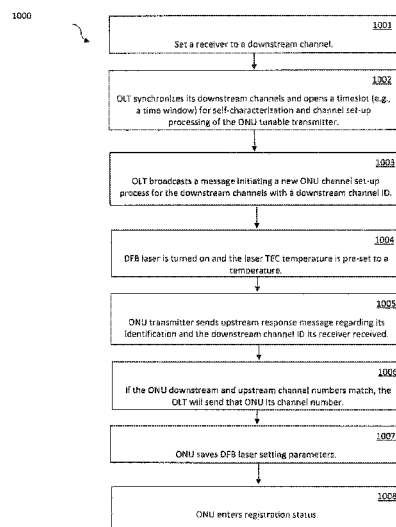 1000
1001
Set a receiver to a downstream channel.
1002
OLT synchronizes its downstream channels and opens a timeslot (e.g.,
a time window) for self-characterization and channel set-up
processing of the ONU tunable transmitter.
1003
OLT broadcasts a message initiating a new ONU channel set-up
process for the downstream channels with a downstream channel ID.
1004
DFB laser is turned on and the laser TEC temperature is pre-set to a
temperature.
1005
ONU transmitter sends upstream response message regarding its
identification and the downstream channel ID its receiver received.
1006
If the ONU downstream and upstream channel numbers match, the
OLT will send that ONU its channel number.
1007
ONU saves DFB laser setting parameters.
1008
ONU enters registration status.